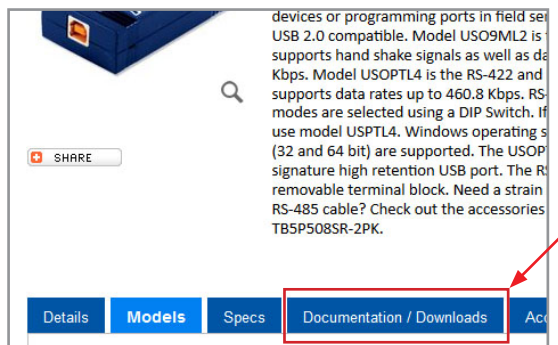 devices or programming ports in field
USB 2.0 compatible. Model USO9ML2 is
supports hand shake signals as well as
Kbps. Model USOPTL4 is the RS-422 and
supports data rates up to 460.8 Kbps. RS-
modes are selected using a DIP Switch. If
use model USPTL4. Windows operating
(32 and 64 bit) are supported. The
signature high retention USB port. The
removable terminal block. Need a strain
RS-485 cable? Check out the accessories
TB5P508SR-2PK.
SHARE
Details Models Specs Documentation / Downloads